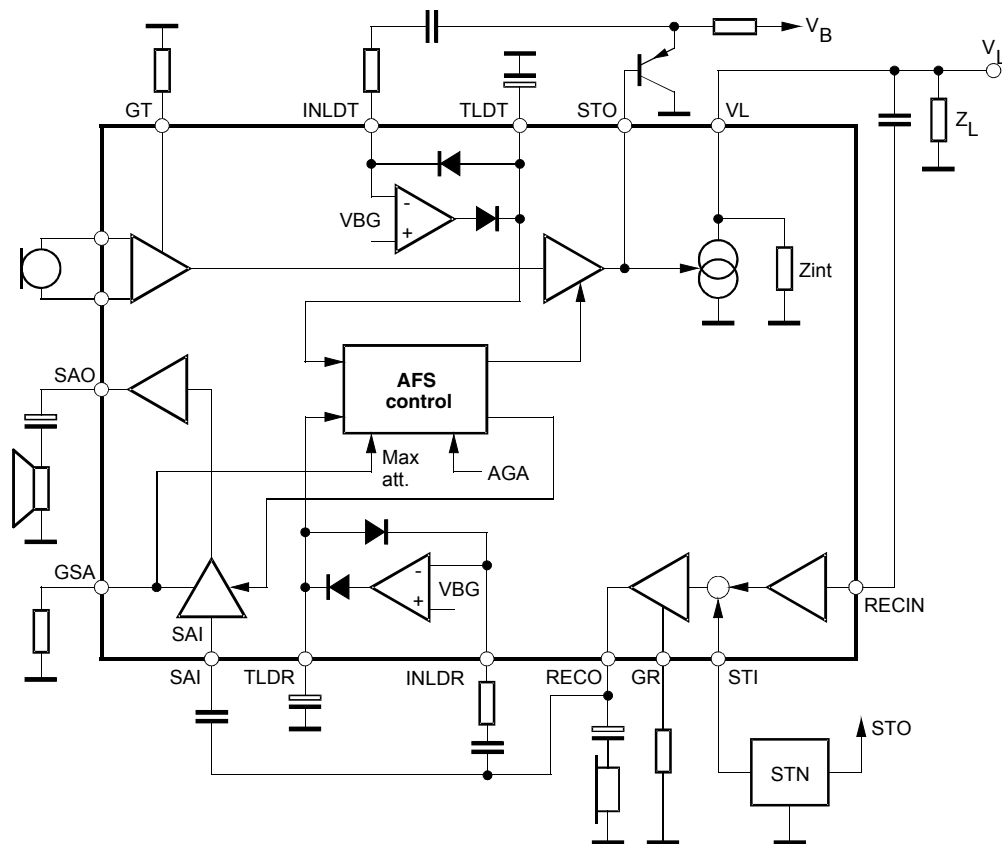 V_B
V_L
GT
INLDT
TLDT
STO
VL
Z_L
VBG
-
+
Zint
SAO
AFS
control
Max
att.
AGA
GSA
-
VBG
+
RECIN
SAI
SAI
TLDR
INLDR
RECO
GR
STI
STO
STN